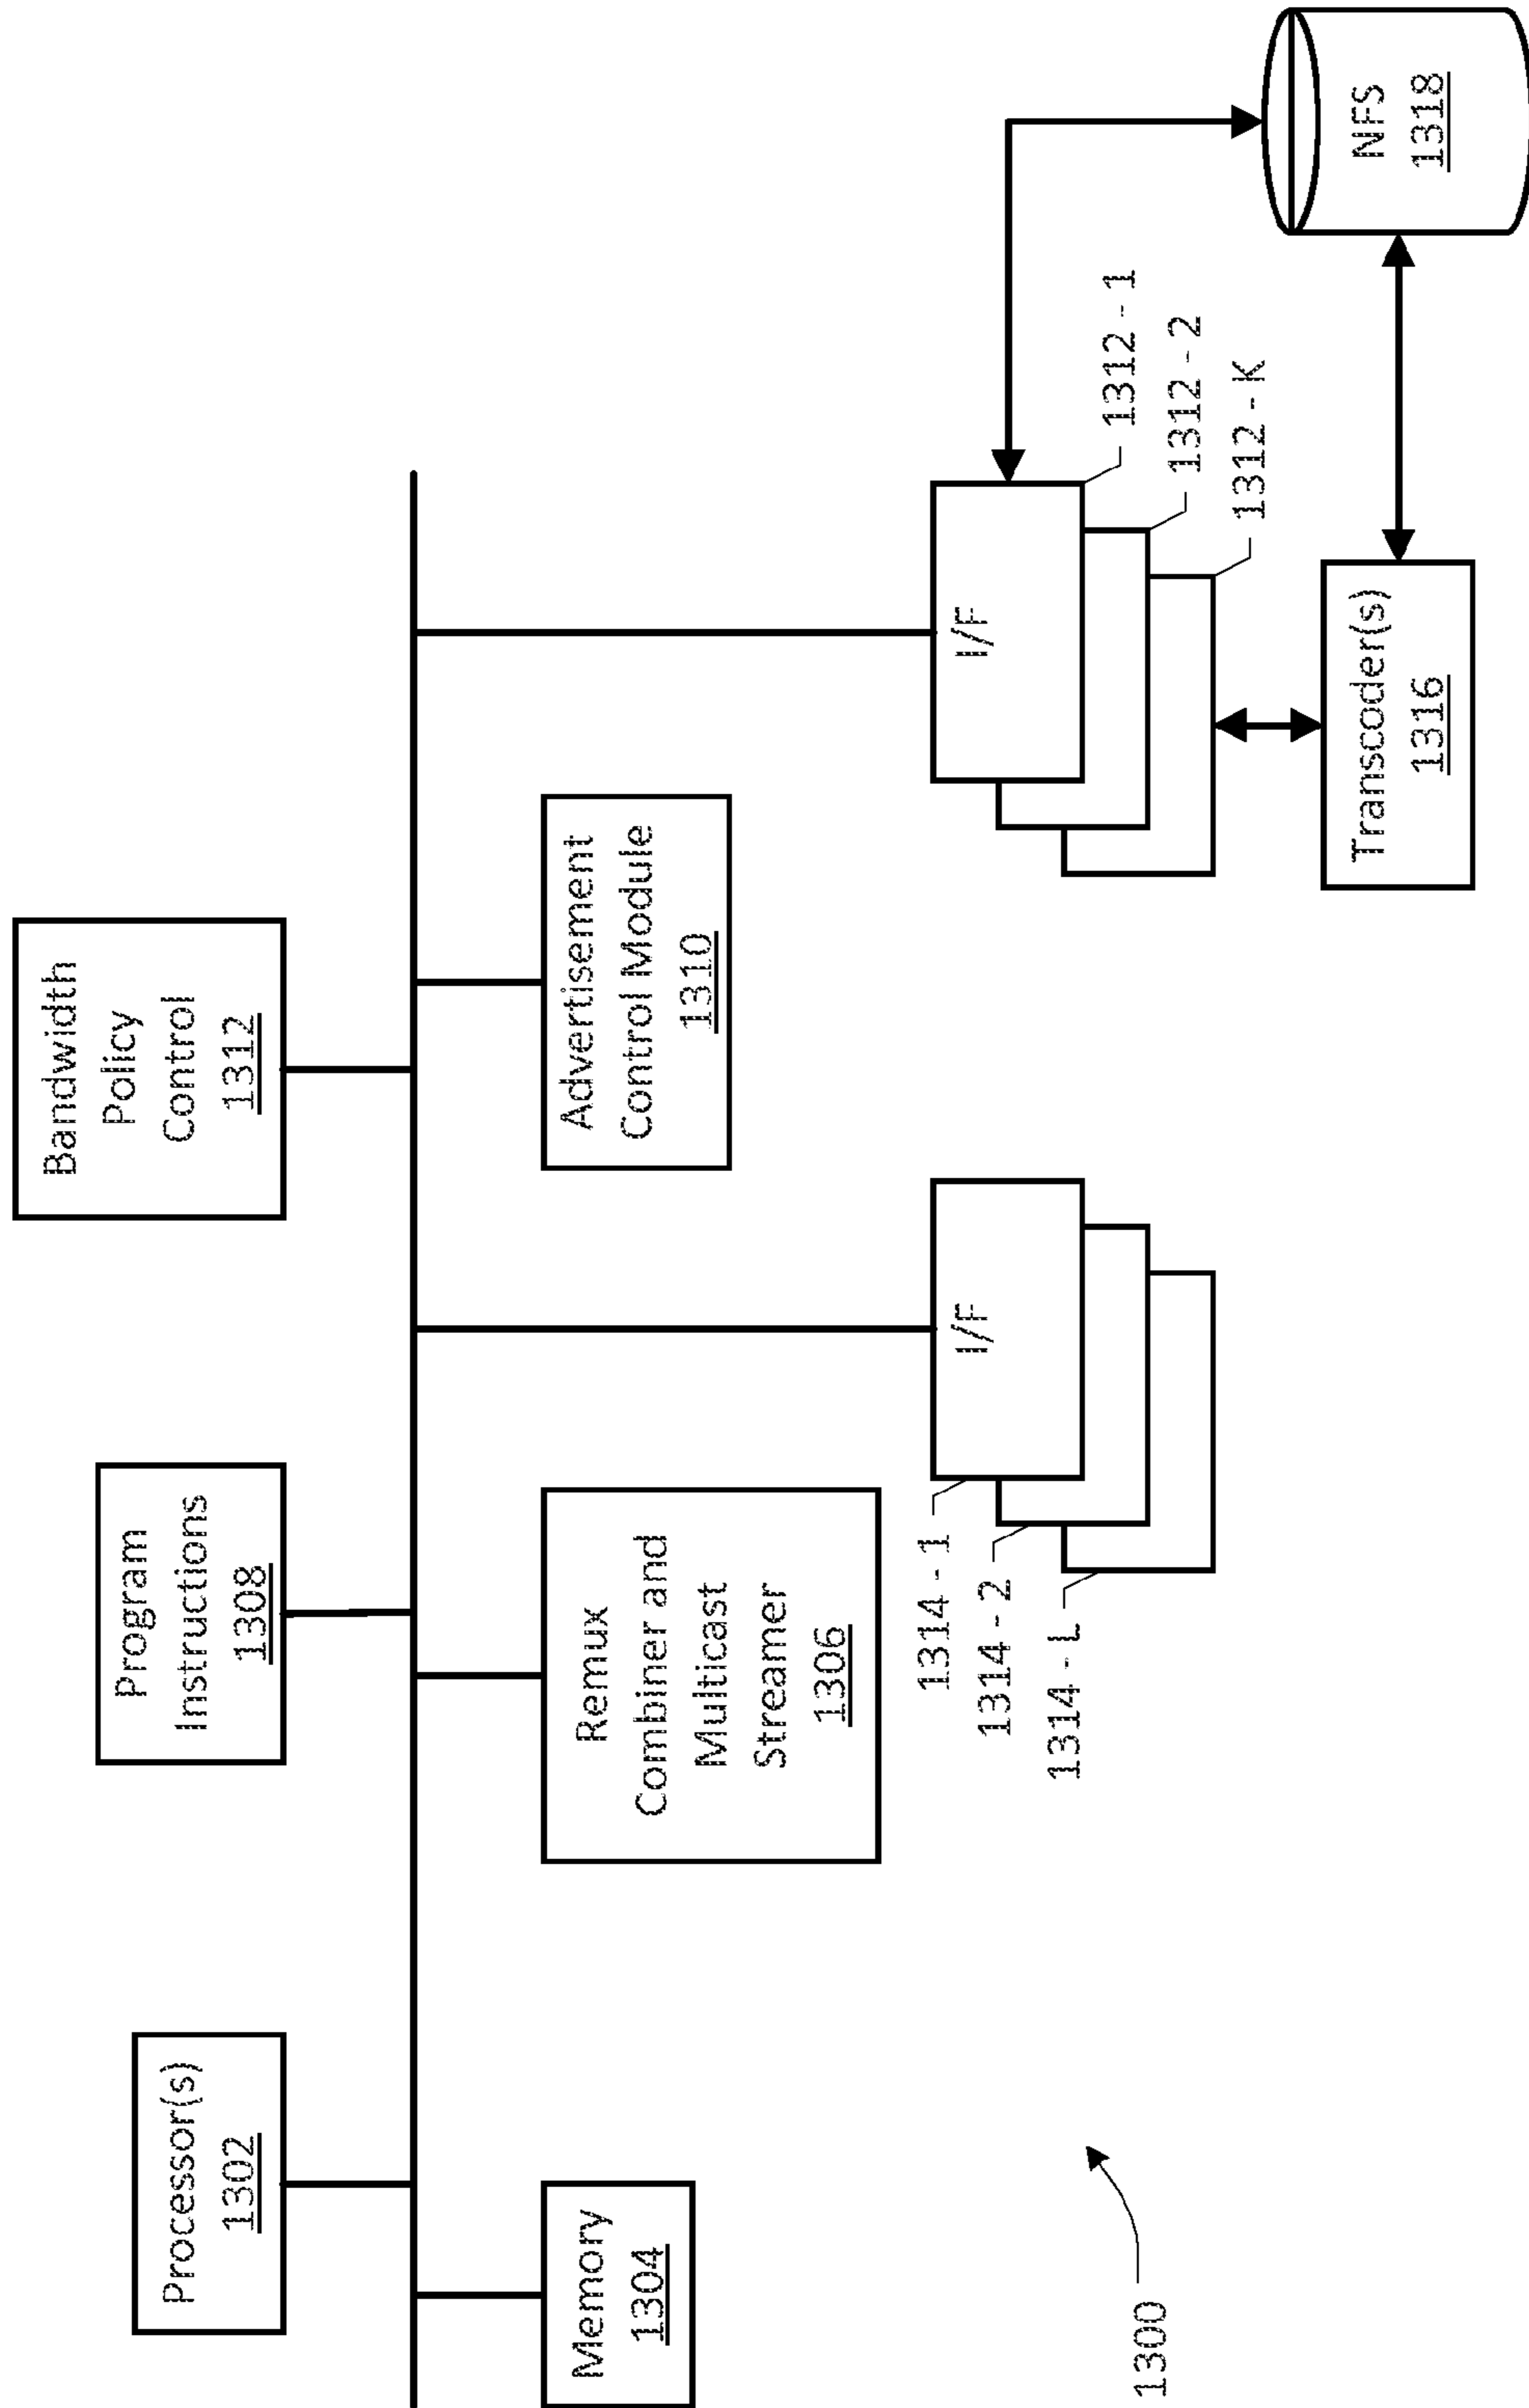 Processor(s)
1302
Program
Instructions
1308
Bandwidth
Policy
Control
1312
Memory
1304
Remux
Combiner and
Multicast
Streamer
1306
Advertisement
Control Module
1310
I/F
1314 - 1
1314 - 2
1314 - L
I/F
1312 - 1
1312 - 2
1312 - K
Transcoder(s)
1316
NFS
1318
1300